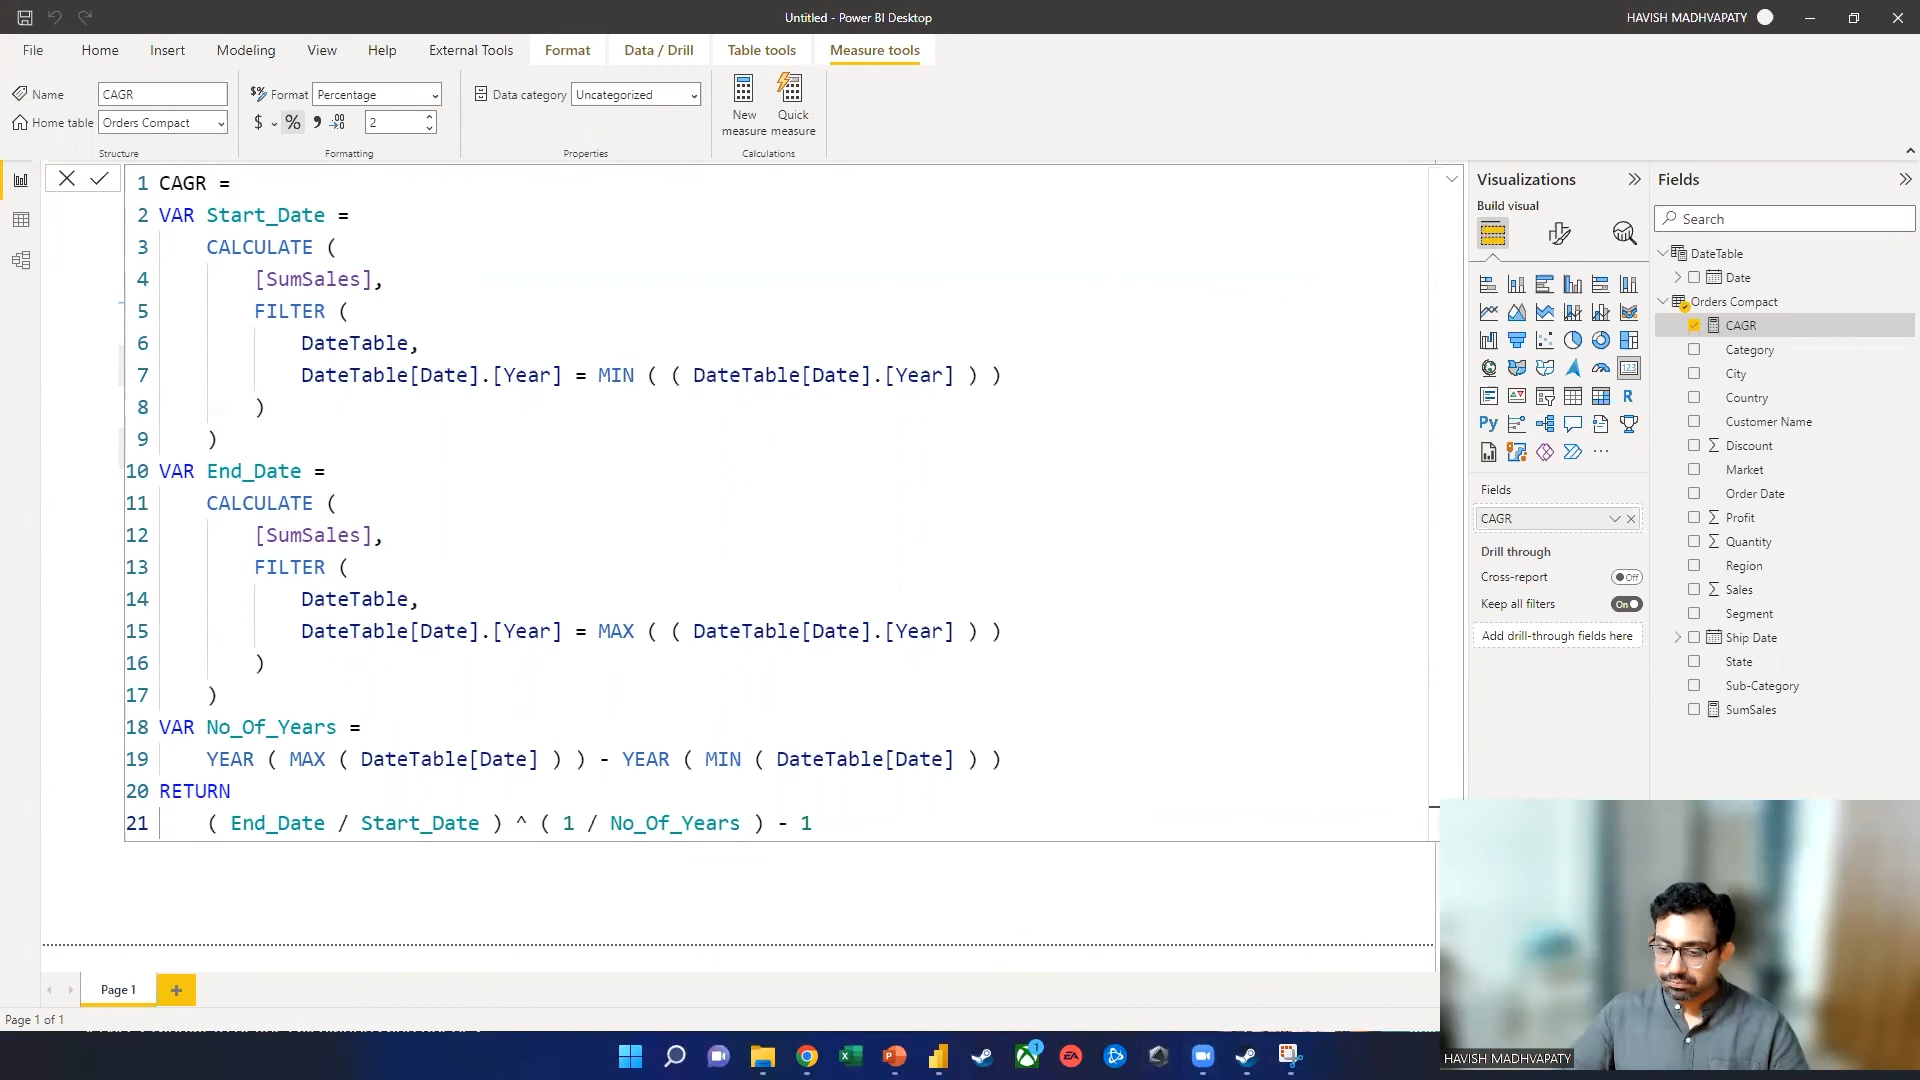 Untitled - Power BI Desktop
HAVISH MADHVAPATY
File Home Insert Modeling View Help External Tools Format Data / Drill Table tools Measure tools
Name CAGR
Home table Orders Compact
Structure
Format Percentage
$ % 9 .00 2
Formatting
Data category Uncategorized
Properties
New measure
Quick measure
Calculations
1 CAGR =
2 VAR Start_Date =
3 CALCULATE (
4 [SumSales],
5 FILTER (
6 DateTable,
7 DateTable[Date].[Year] = MIN ( ( DateTable[Date].[Year] ) )
8 )
9 )
10 VAR End_Date =
11 CALCULATE (
12 [SumSales],
13 FILTER (
14 DateTable,
15 DateTable[Date].[Year] = MAX ( ( DateTable[Date].[Year] ) )
16 )
17 )
18 VAR No_Of_Years =
19 YEAR ( MAX ( DateTable[Date] ) ) - YEAR ( MIN ( DateTable[Date] ) )
20 RETURN
21 ( End_Date / Start_Date ) ^ ( 1 / No_Of_Years ) - 1
Visualizations
Build visual
123
R
Py
...
Fields
CAGR
Drill through
Cross-report Off
Keep all filters On
Add drill-through fields here
Fields
Search
DateTable
Date
Orders Compact
CAGR
Category
City
Country
Customer Name
Discount
Market
Order Date
Profit
Quantity
Region
Sales
Segment
Ship Date
State
Sub-Category
SumSales
Page 1
+
Page 1 of 1
1
EA
HAVISH MADHVAPATY